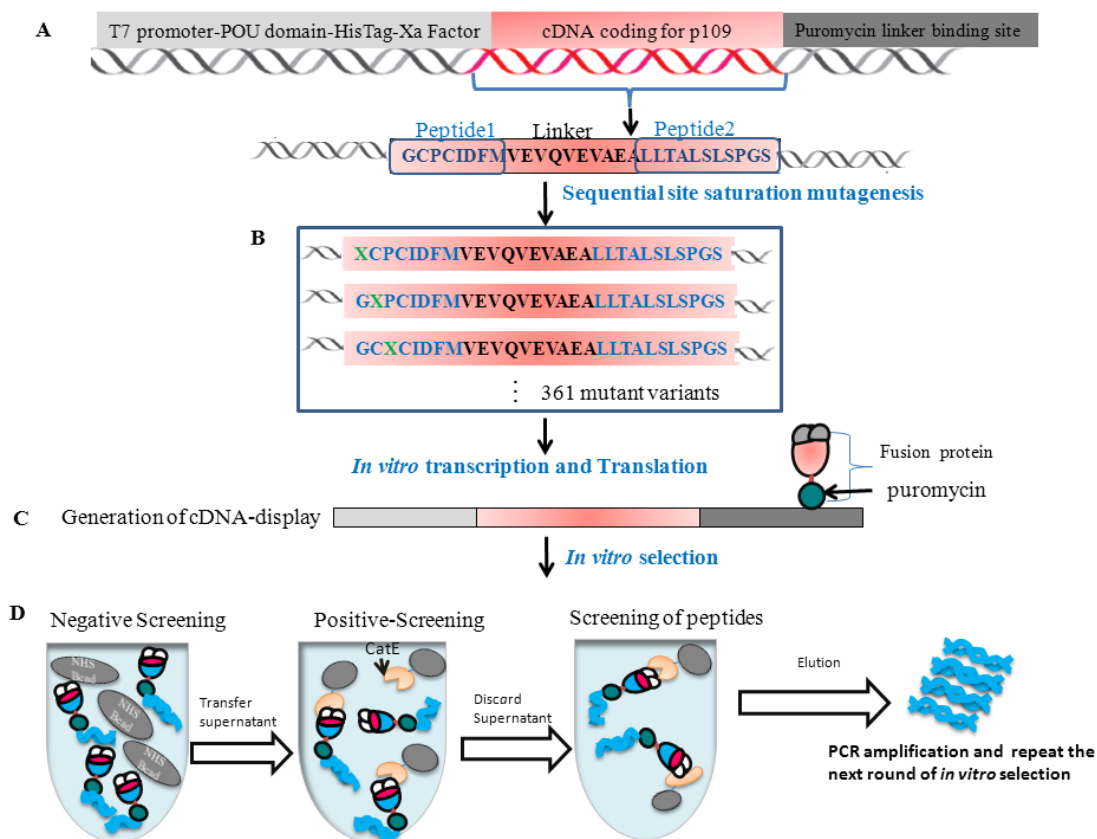 A
T7 promoter-POU domain-HisTag-Xa Factor
cDNA coding for p109
Puromycin linker binding site
Peptide1
Linker
Peptide2
GCPCIDFMVEVQVEVAEALLTALSLSPGS
Sequential site saturation mutagenesis
B
XCPCIDFMVEVQVEVAEALLTALSLSPGS
GXPCIDFMVEVQVEVAEALLTALSLSPGS
GCXCIDFMVEVQVEVAEALLTALSLSPGS
⋮ 361 mutant variants
In vitro transcription and Translation
Fusion protein
puromycin
C
Generation of cDNA-display
In vitro selection
D
Negative Screening
Positive-Screening
Screening of peptides
NHS
Bead
NHS
Bead
NHS
Bead
Transfer
supernatant
CatE
Discard
Supernatant
Elution
PCR amplification and repeat the
next round of in vitro selection